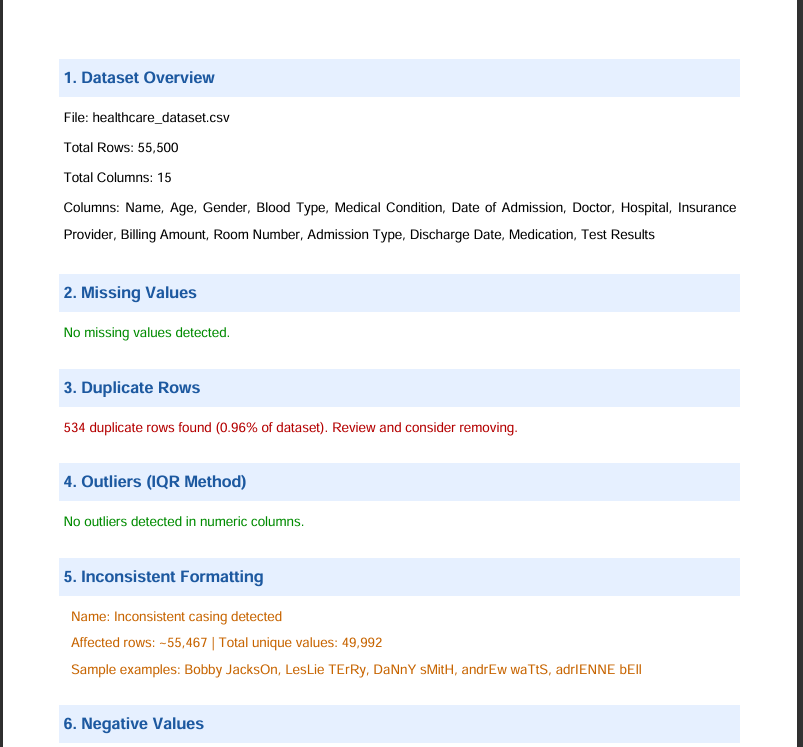 1. Dataset Overview
File: healthcare_dataset.csv
Total Rows: 55,500
Total Columns: 15
Columns: Name, Age, Gender, Blood Type, Medical Condition, Date of Admission, Doctor, Hospital, Insurance
Provider, Billing Amount, Room Number, Admission Type, Discharge Date, Medication, Test Results
2. Missing Values
No missing values detected.
3. Duplicate Rows
534 duplicate rows found (0.96% of dataset). Review and consider removing.
4. Outliers (IQR Method)
No outliers detected in numeric columns.
5. Inconsistent Formatting
Name: Inconsistent casing detected
Affected rows: ~55,467 | Total unique values: 49,992
Sample examples: Bobby JacksOn, LesLie TErRy, DaNnY sMitH, andrEw waTtS, adrIENNE bEll
6. Negative Values